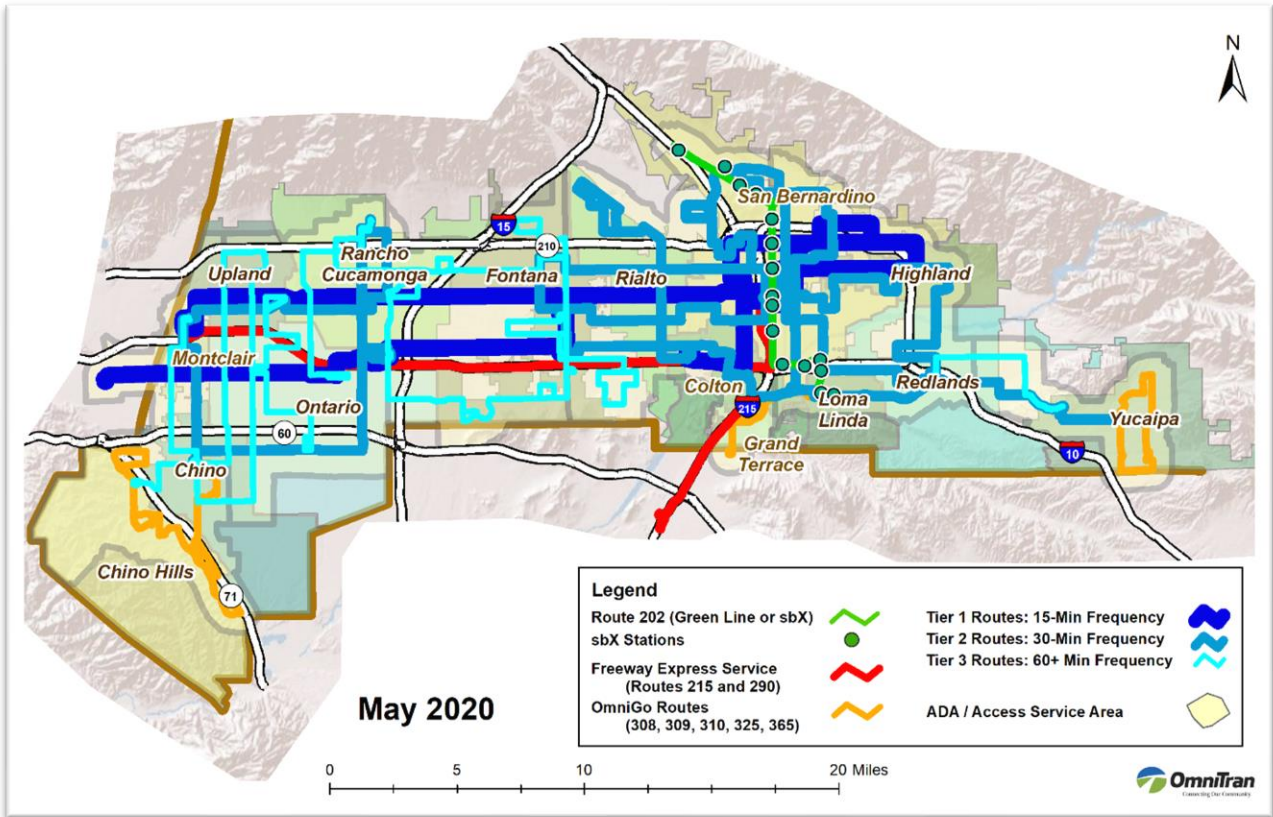 N
15
210
San Bernardino
Rancho
Cucamonga
Upland
Fontana
Rialto
Highland
Montclair
Colton
Redlands
Ontario
Loma
Linda
215
Yucaipa
60
Grand
Terrace
10
Chino
Chino Hills
71
May 2020
Legend
Route 202 (Green Line or sbX)
sbX Stations
Freeway Express Service
(Routes 215 and 290)
OmniGo Routes
(308, 309, 310, 325, 365)
Tier 1 Routes: 15-Min Frequency
Tier 2 Routes: 30-Min Frequency
Tier 3 Routes: 60+ Min Frequency
ADA / Access Service Area
0 5 10 20 Miles
OmniTran
Connecting Our Community